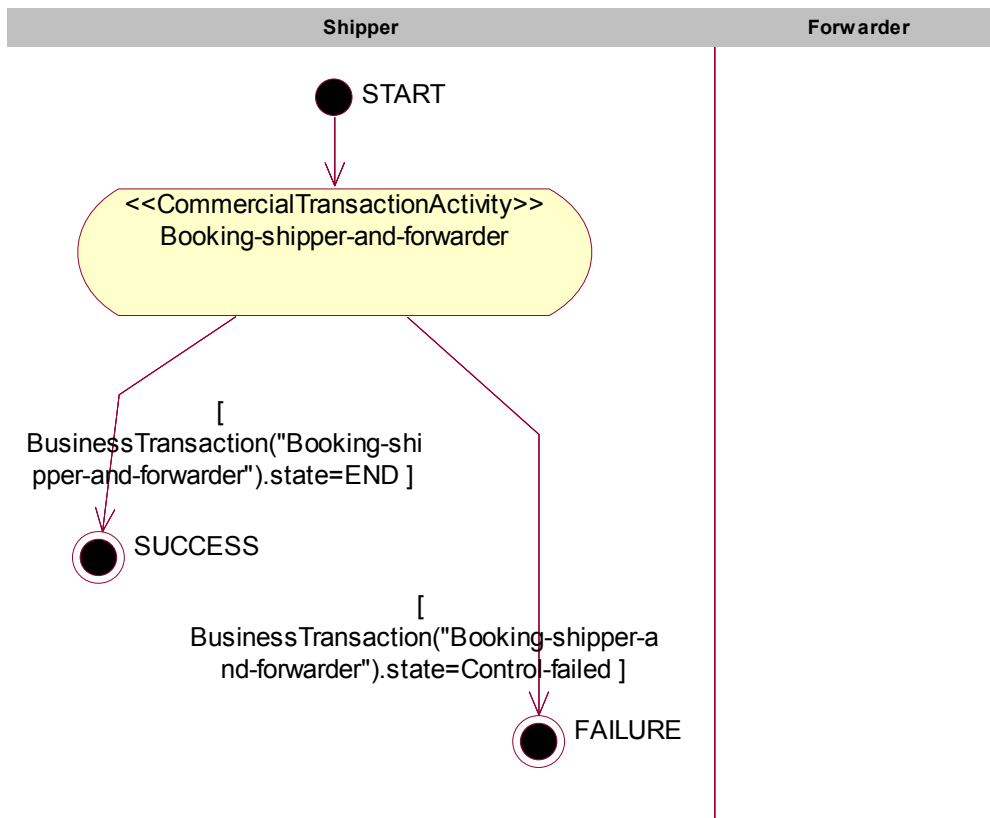 Shipper
Forwarder
START
<<CommercialTransactionActivity>>
Booking-shipper-and-forwarder
[
BusinessTransaction("Booking-shi
pper-and-forwarder").state=END ]
SUCCESS
[
BusinessTransaction("Booking-shipper-a
nd-forwarder").state=Control-failed ]
FAILURE